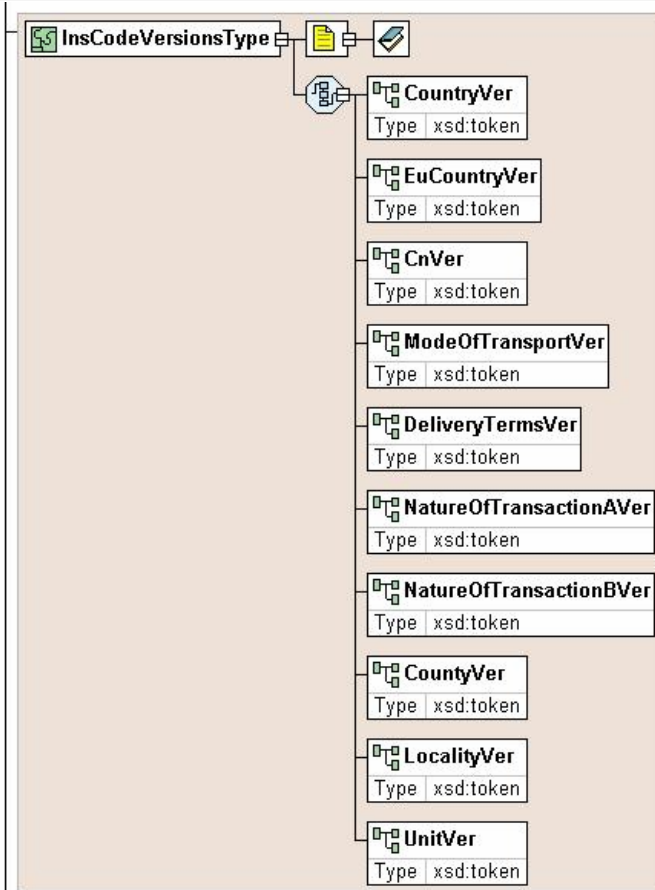 InsCodeVersionsType
CountryVer
Type xsd:token
EuCountryVer
Type xsd:token
CnVer
Type xsd:token
ModeOfTransportVer
Type xsd:token
DeliveryTermsVer
Type xsd:token
NatureOfTransactionAVer
Type xsd:token
NatureOfTransactionBVer
Type xsd:token
CountyVer
Type xsd:token
LocalityVer
Type xsd:token
UnitVer
Type xsd:token